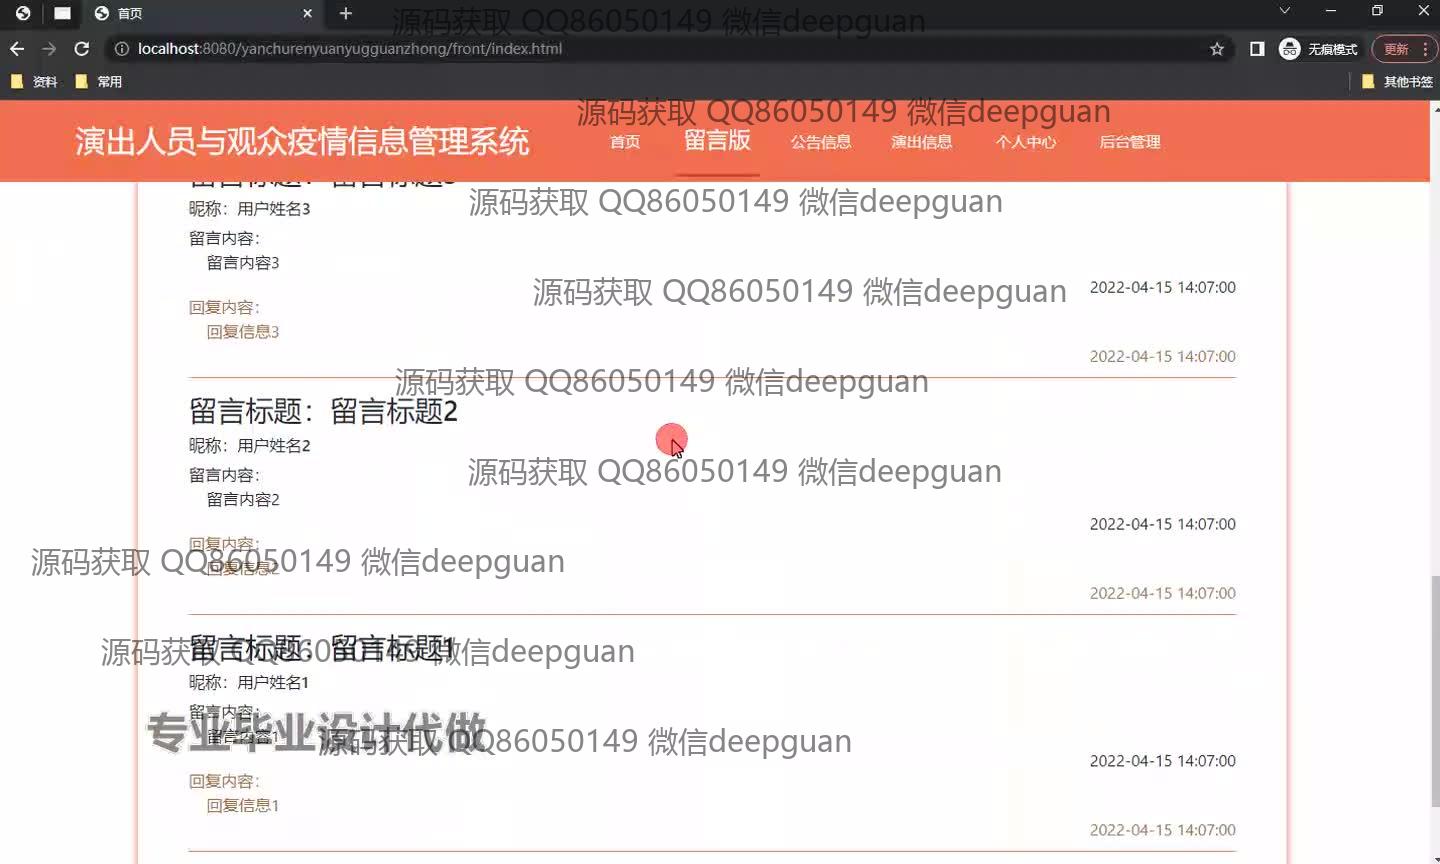 首页
源码获取 QQ86050149 微信deepguan
localhost:8080/yanchurenyuanyugguanzhong/front/index.html
无痕模式
更新
资料
常用
其他书签
源码获取 QQ86050149 微信deepguan
演出人员与观众疫情信息管理系统
首页
留言版
公告信息
演出信息
个人中心
后台管理
留言标题：留言标题3
源码获取 QQ86050149 微信deepguan
昵称：用户姓名3
留言内容：
留言内容3
2022-04-15 14:07:00
源码获取 QQ86050149 微信deepguan
回复内容：
回复信息3
2022-04-15 14:07:00
源码获取 QQ86050149 微信deepguan
留言标题：留言标题2
昵称：用户姓名2
源码获取 QQ86050149 微信deepguan
留言内容：
留言内容2
2022-04-15 14:07:00
回复内容：
源码获取 QQ86050149 微信deepguan
回复信息2
2022-04-15 14:07:00
留言标题：留言标题1
源码获取 QQ86050149 微信deepguan
昵称：用户姓名1
留言内容：
专业毕业设计代做
留言内容1
源码获取 QQ86050149 微信deepguan
2022-04-15 14:07:00
回复内容：
回复信息1
2022-04-15 14:07:00